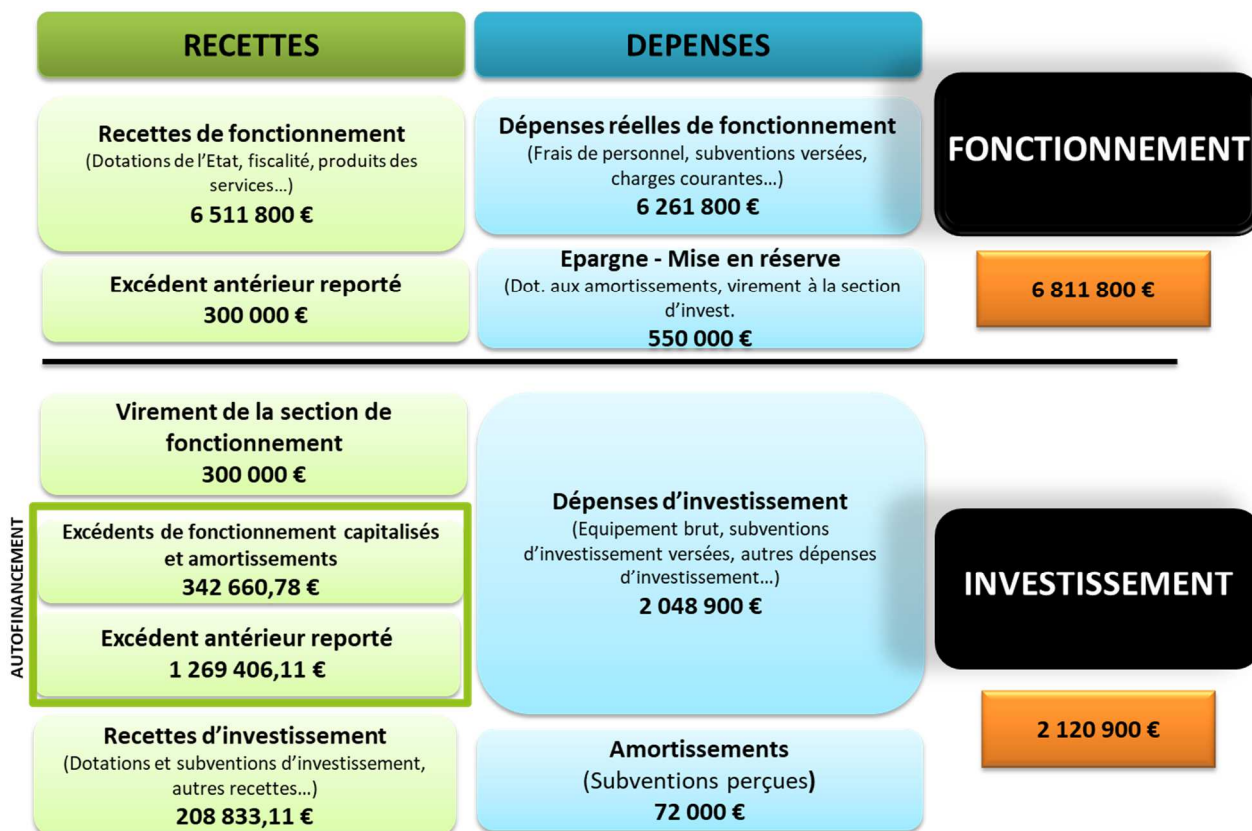 RECETTES
DEPENSES
Recettes de fonctionnement
(Dotations de l'Etat, fiscalité, produits des
services...)
6 511 800 €
Dépenses réelles de fonctionnement
(Frais de personnel, subventions versées,
charges courantes...)
6 261 800 €
FONCTIONNEMENT
Excédent antérieur reporté
300 000 €
Epargne - Mise en réserve
(Dot. aux amortissements, virement à la section
d'invest.
550 000 €
6 811 800 €
Virement de la section de
fonctionnement
300 000 €
AUTOFINANCEMENT
Excédents de fonctionnement capitalisés
et amortissements
342 660,78 €
Excédent antérieur reporté
1 269 406,11 €
Dépenses d'investissement
(Equipement brut, subventions
d'investissement versées, autres dépenses
d'investissement...)
2 048 900 €
INVESTISSEMENT
Recettes d'investissement
(Dotations et subventions d'investissement,
autres recettes...)
208 833,11 €
Amortissements
(Subventions perçues)
72 000 €
2 120 900 €